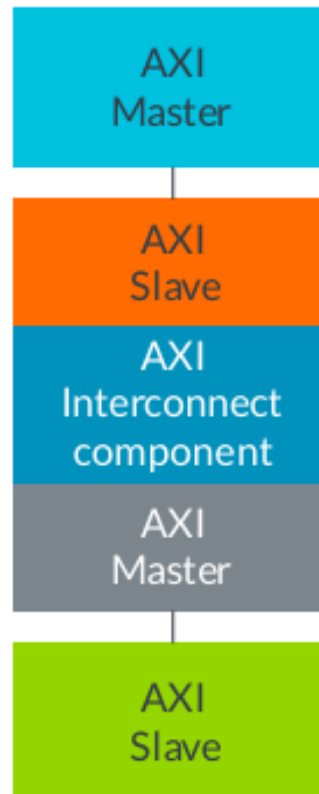 AXI
Master
AXI
Slave
AXI
Interconnect
component
AXI
Master
AXI
Slave